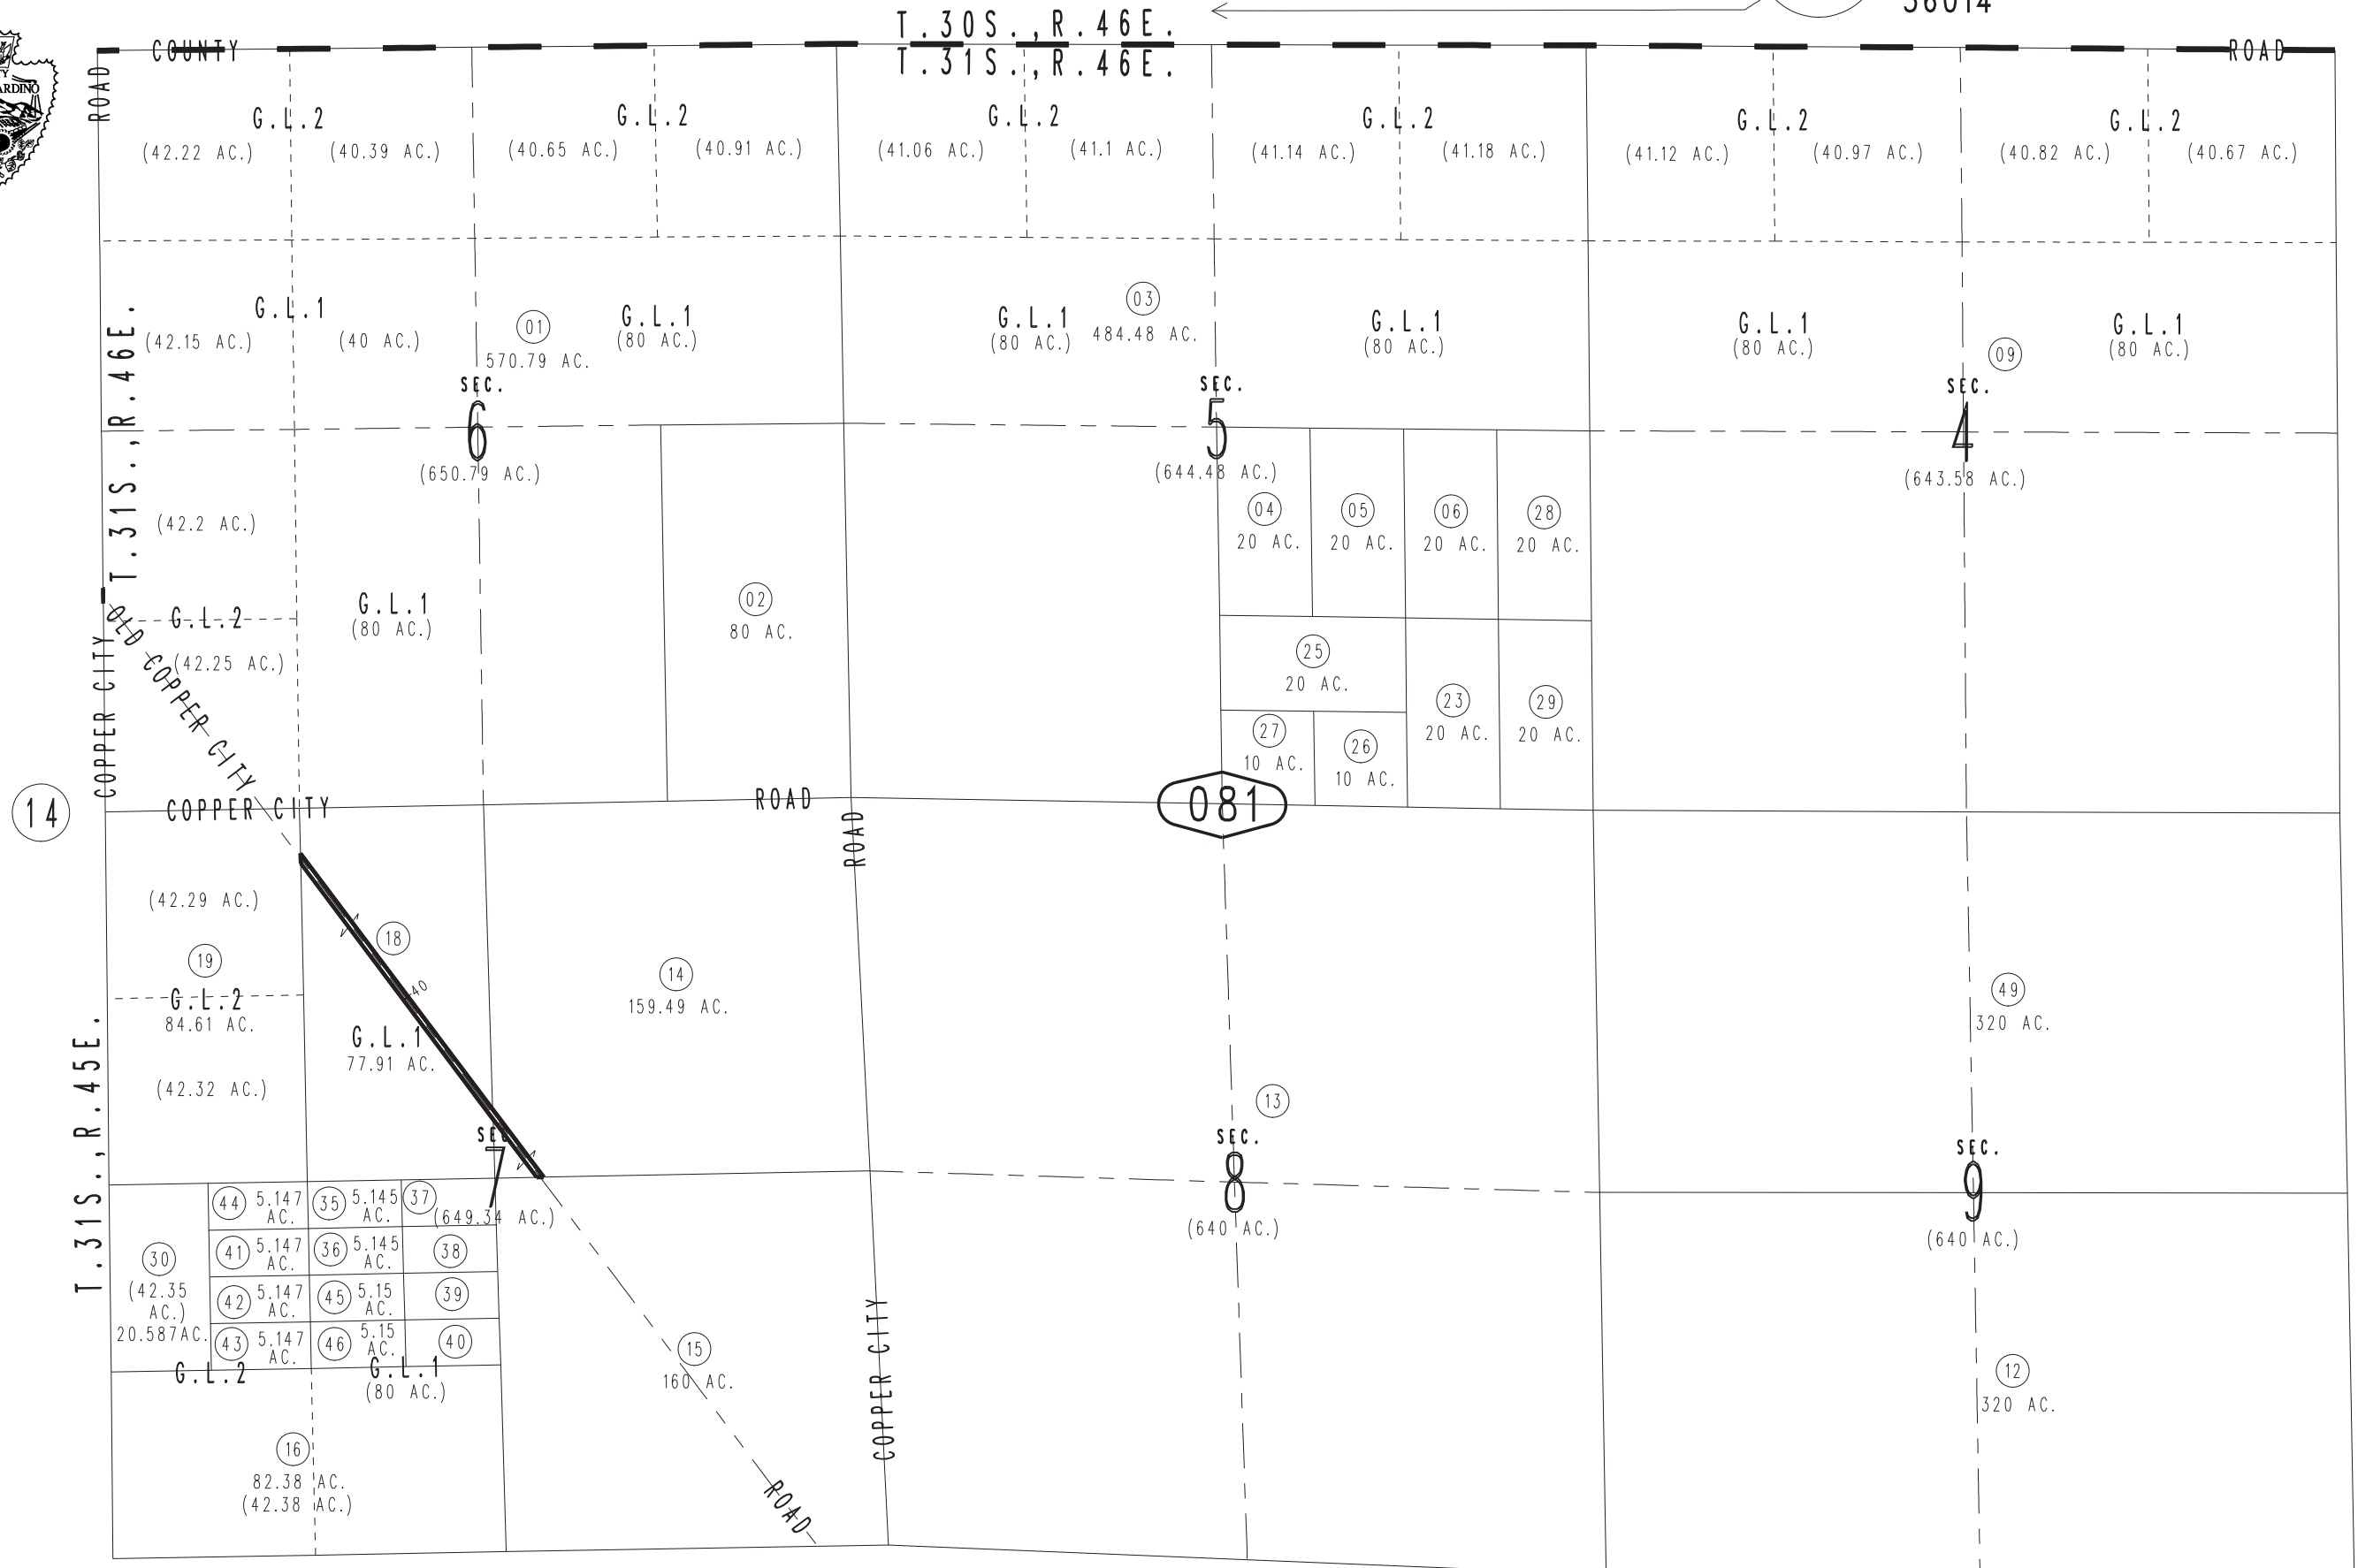 T.30S.,R.46E.
36014
COUNTY
ROAD
T.31S.,R.46E.
ROAD
ARDINO
G.L.2
G.L.2
G.L.2
G.L.2
G.L.2
G.L.2
(42.22 AC.)
(40.39 AC.)
(40.65 AC.)
(40.91 AC.)
(41.06 AC.)
(41.1 AC.)
(41.14 AC.)
(41.18 AC.)
(41.12 AC.)
(40.97 AC.)
(40.82 AC.)
(40.67 AC.)
T.31S.,R.46E.
G.L.1
(42.15 AC.)
(40 AC.)
01
570.79 AC.
G.L.1
(80 AC.)
G.L.1
(80 AC.)
03
484.48 AC.
G.L.1
(80 AC.)
G.L.1
(80 AC.)
09
G.L.1
(80 AC.)
SEC.
6
(650.79 AC.)
SEC.
5
(644.48 AC.)
SEC.
4
(643.58 AC.)
(42.2 AC.)
04
20 AC.
05
20 AC.
06
20 AC.
28
20 AC.
G.L.2
(42.25 AC.)
G.L.1
(80 AC.)
02
80 AC.
25
20 AC.
23
20 AC.
29
20 AC.
27
10 AC.
26
10 AC.
OLD COPPER CITY
COPPER CITY
14
COPPER CITY
ROAD
ROAD
081
(42.29 AC.)
18
40
19
G.L.2
84.61 AC.
(42.32 AC.)
G.L.1
77.91 AC.
14
159.49 AC.
49
320 AC.
13
T.31S.,R.45E.
SEC
7
(649.34 AC.)
SEC.
8
(640 AC.)
SEC.
9
(640 AC.)
44
5.147
AC.
35
5.145
AC.
37
41
5.147
AC.
36
5.145
AC.
38
30
(42.35
AC.)
20.587AC.
42
5.147
AC.
45
5.15
AC.
39
43
5.147
AC.
46
5.15
AC.
40
G.L.2
G.L.1
(80 AC.)
15
160 AC.
COPPER CITY
12
320 AC.
16
82.38 AC.
(42.38 AC.)
ROAD